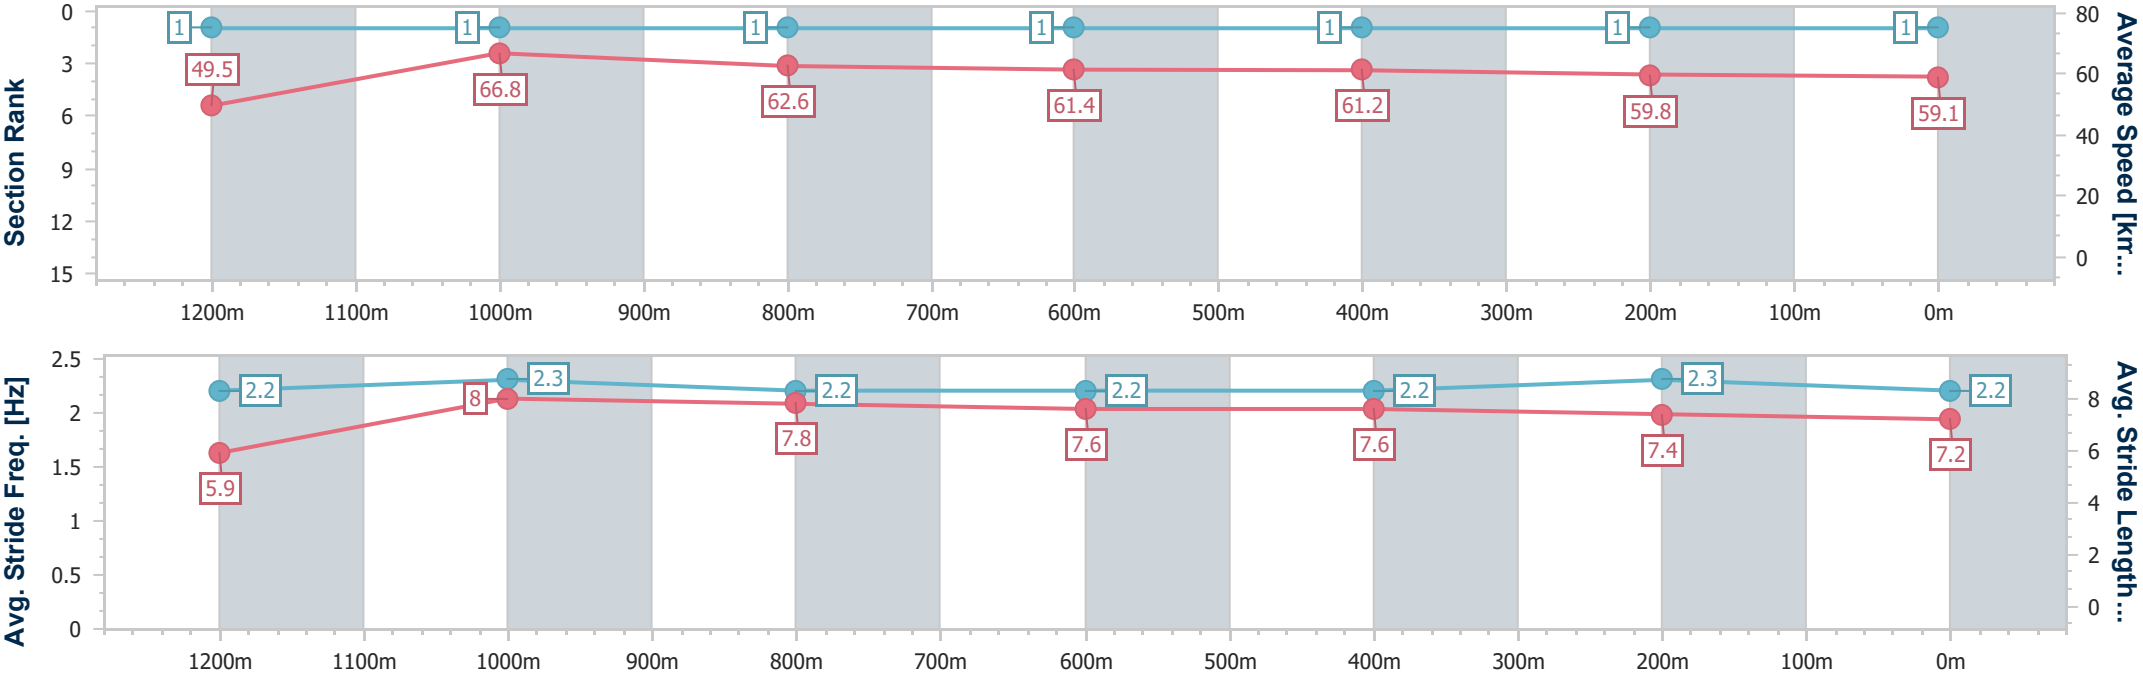 Section Rank
0
3
6
9
12
15
1 1 1 1 1 1 1
49.5 66.8 62.6 61.4 61.2 59.8 59.1
80
60
40
20
0
Average Speed [km...
1200m 1100m 1000m 900m 800m 700m 600m 500m 400m 300m 200m 100m 0m
Avg. Stride Freq. [Hz]
2.5
2
1.5
1
0.5
0
2.2 2.3 2.2 2.2 2.2 2.3 2.2
5.9 8 7.8 7.6 7.6 7.4 7.2
8
6
4
2
0
Avg. Stride Length...
1200m 1100m 1000m 900m 800m 700m 600m 500m 400m 300m 200m 100m 0m